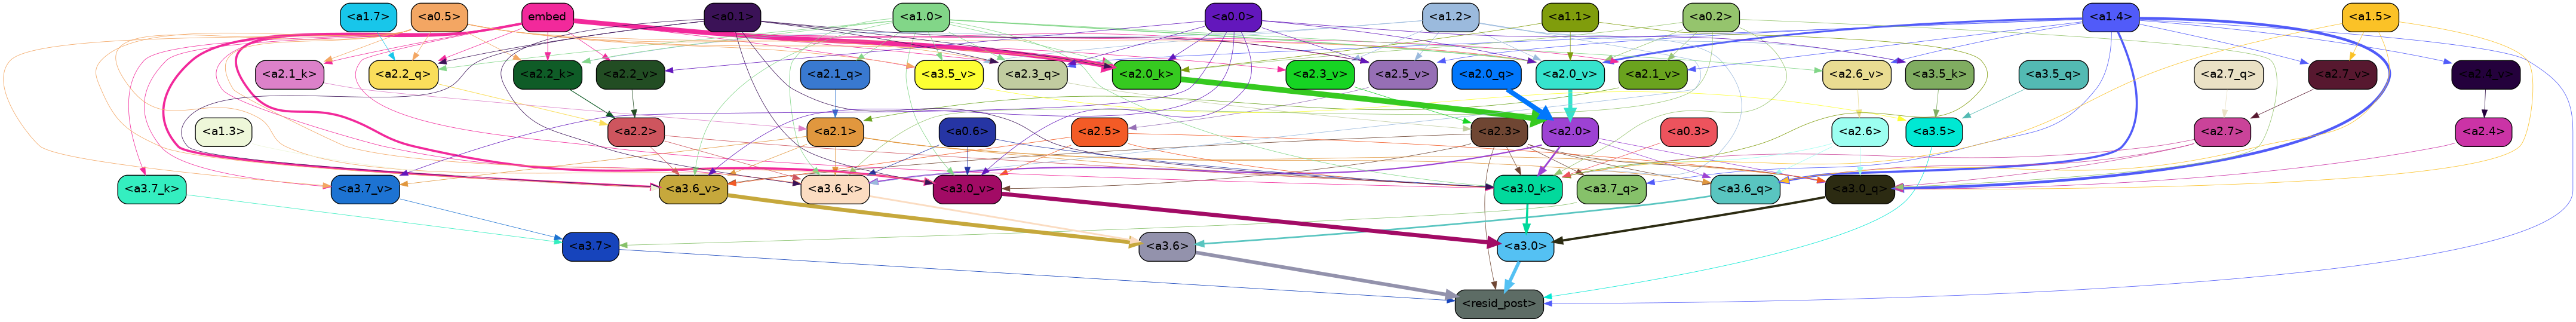 <a1.7> <a0.5> embed <a0.1> <a1.0> <a0.0> <a1.2> <a1.1> <a0.2> <a1.4> <a1.5>
<a2.1_k> <a2.2_q> <a2.2_k> <a2.2_v> <a2.1_q> <a3.5_v> <a2.3_q> <a2.0_k> <a2.3_v> <a2.5_v> <a2.0_q> <a2.0_v> <a2.1_v> <a2.6_v> <a3.5_k> <a3.5_q> <a2.7_q> <a2.7_v> <a2.4_v>
<a1.3> <a2.2> <a2.1> <a0.6> <a2.5> <a2.3> <a2.0> <a0.3> <a2.6> <a3.5> <a2.7> <a2.4>
<a3.7_k> <a3.7_v> <a3.6_v> <a3.6_k> <a3.0_v> <a3.0_k> <a3.7_q> <a3.6_q> <a3.0_q>
<a3.7> <a3.6> <a3.0>
<resid_post>